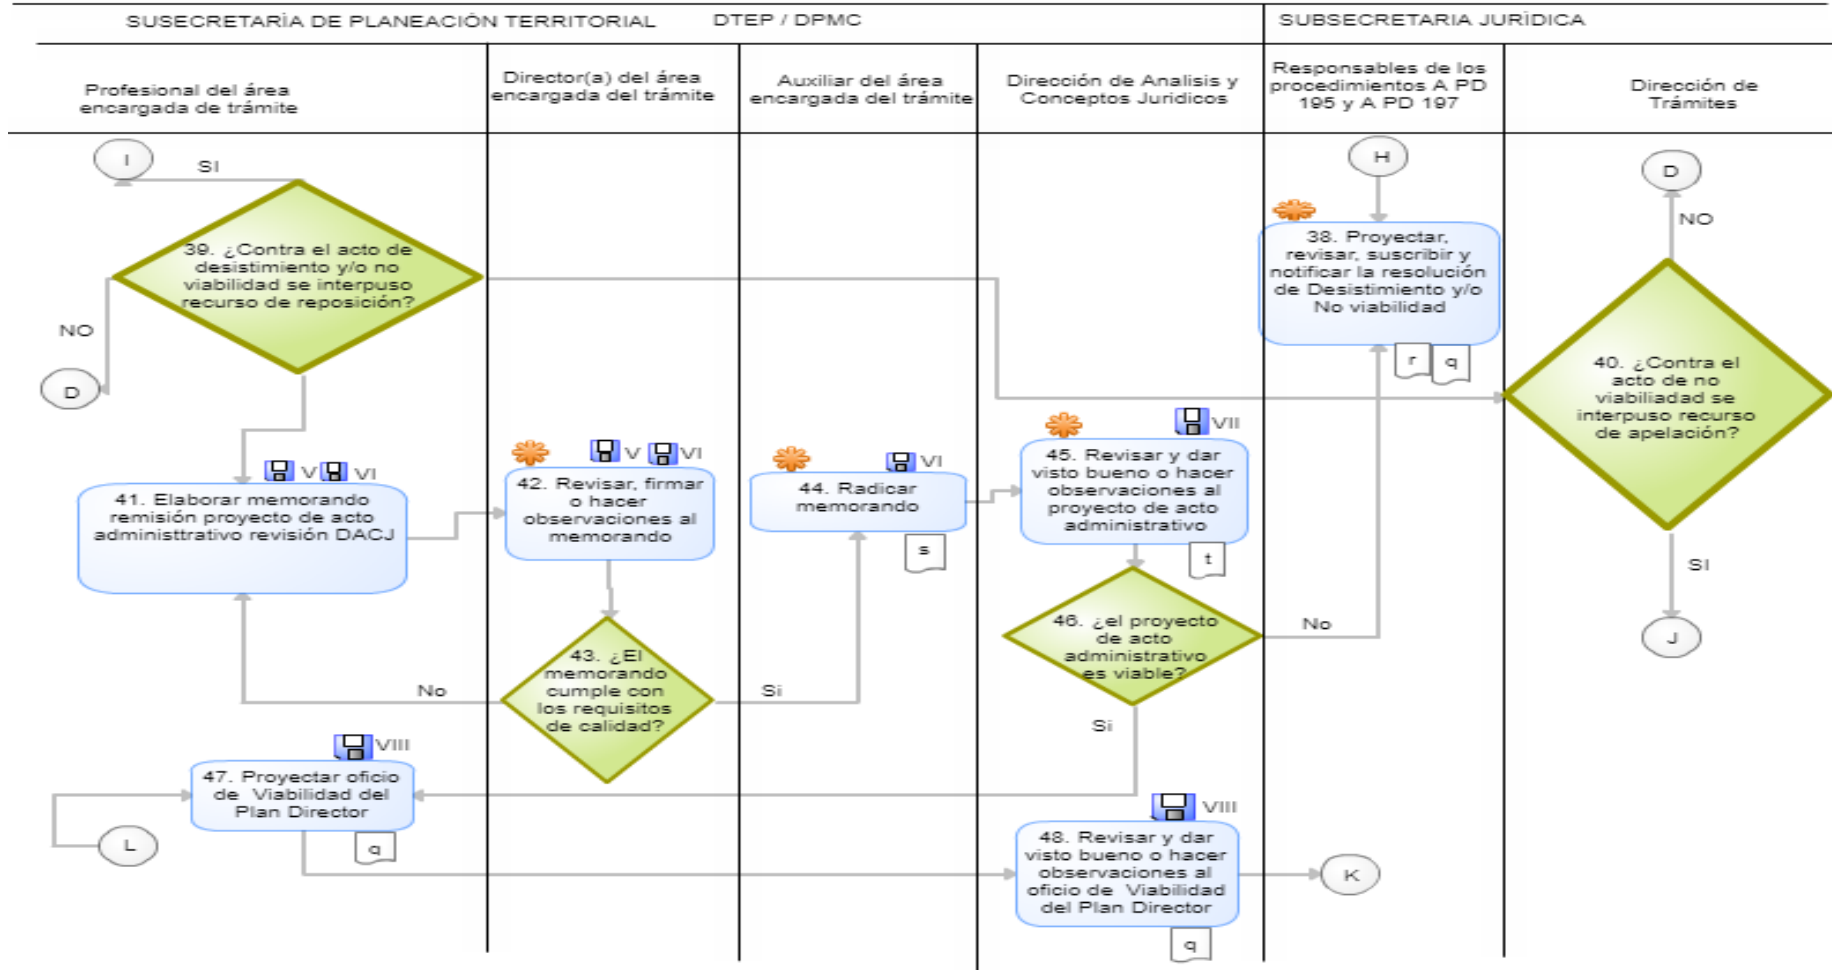 SUSECRETARÌA DE PLANEACIÓN TERRITORIAL DTEP / DPMC
SUBSECRETARIA JURÌDICA
Profesional del área
encargada de trámite
Director(a) del área
encargada del trámite
Auxiliar del área
encargada del trámite
Dirección de Analisis y
Conceptos Juridicos
Responsables de los
procedimientos A PD
195 y A PD 197
Dirección de
Trámites
I
SI
39. ¿Contra el acto de
desistimiento y/o no
viabilidad se interpuso
recurso de reposición?
NO
D
H
38. Proyectar,
revisar, suscribir y
notificar la resolución
de Desistimiento y/o
No viabilidad
r
q
D
NO
40. ¿Contra el
acto de no
viabiliadad se
interpuso recurso
de apelación?
SI
J
V
VI
41. Elaborar memorando
remisión proyecto de acto
administtrativo revisión DACJ
V
VI
42. Revisar, firmar
o hacer
observaciones al
memorando
VI
44. Radicar
memorando
s
VII
45. Revisar y dar
visto bueno o hacer
observaciones al
proyecto de acto
administrativo
t
43. ¿El
memorando
cumple con
los requisitos
de calidad?
No
Si
46. ¿el proyecto
de acto
administrativo
es viable?
No
Si
VIII
47. Proyectar oficio
de Viabilidad del
Plan Director
q
L
VIII
48. Revisar y dar
visto bueno o hacer
observaciones al
oficio de Viabilidad
del Plan Director
q
K